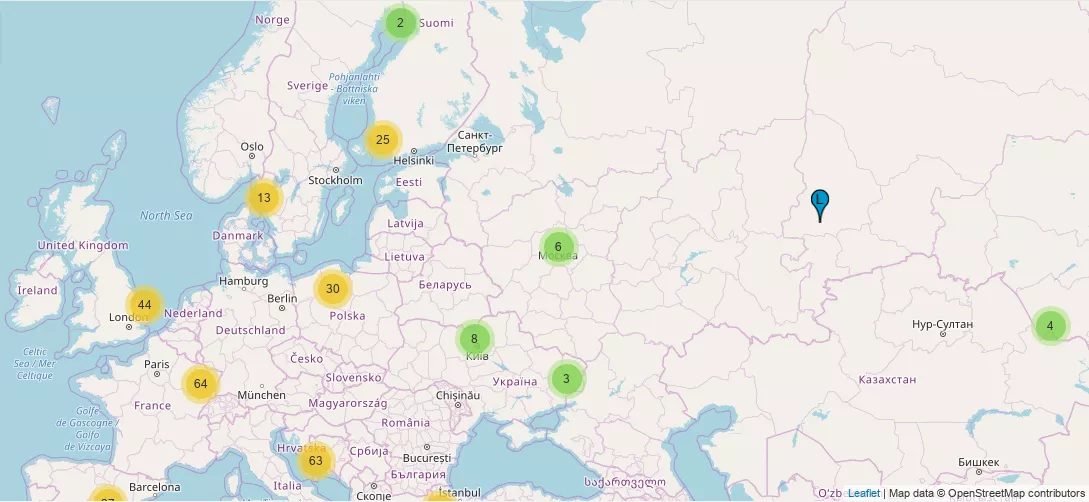 Norge
2
Suomi
Pohjanlahti
- Bottniska
viken
Sverige
25
Санкт-
Петербург
Oslo
Helsinki
Stockholm
Eesti
13
L
North Sea
Latvija
Danmark
United Kingdom
6
Москва
Lietuva
Ireland
Hamburg
Беларусь
30
Berlin
44
Nederland
London
Polska
Нур-Султан
4
Deutschland
8
Київ
Celtic
Sea / Mer
Celtique
Paris
Česko
64
Slovensko
3
Україна
Казахстан
München
France
Chișinău
Magyarország
Golfe
de Gascogne /
Golfo
de Vizcaya
România
Hrvatska
63
Србија
București
Бишкек
България
საქართველო
Barcelona
Italia
Скопје
İstanbul
O'zb
Leaflet | Map data © OpenStreetMap contributors